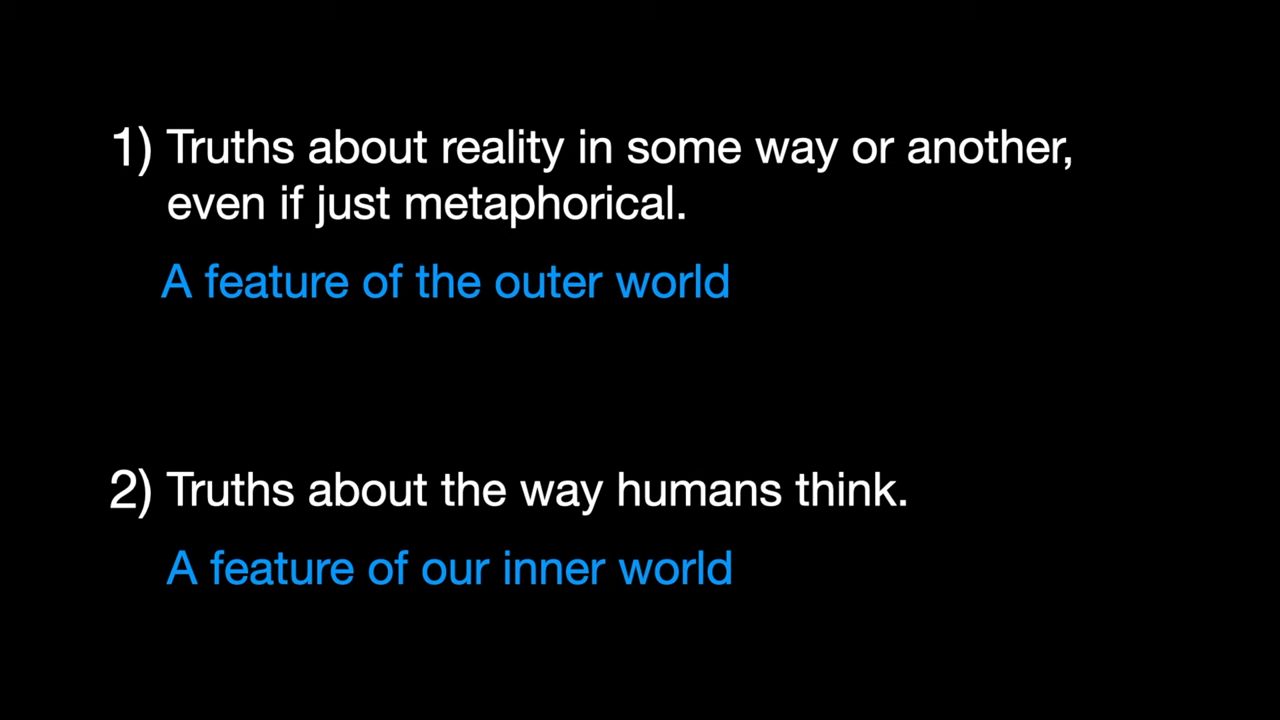 1) Truths about reality in some way or another,
even if just metaphorical.
A feature of the outer world
2) Truths about the way humans think.
A feature of our inner world